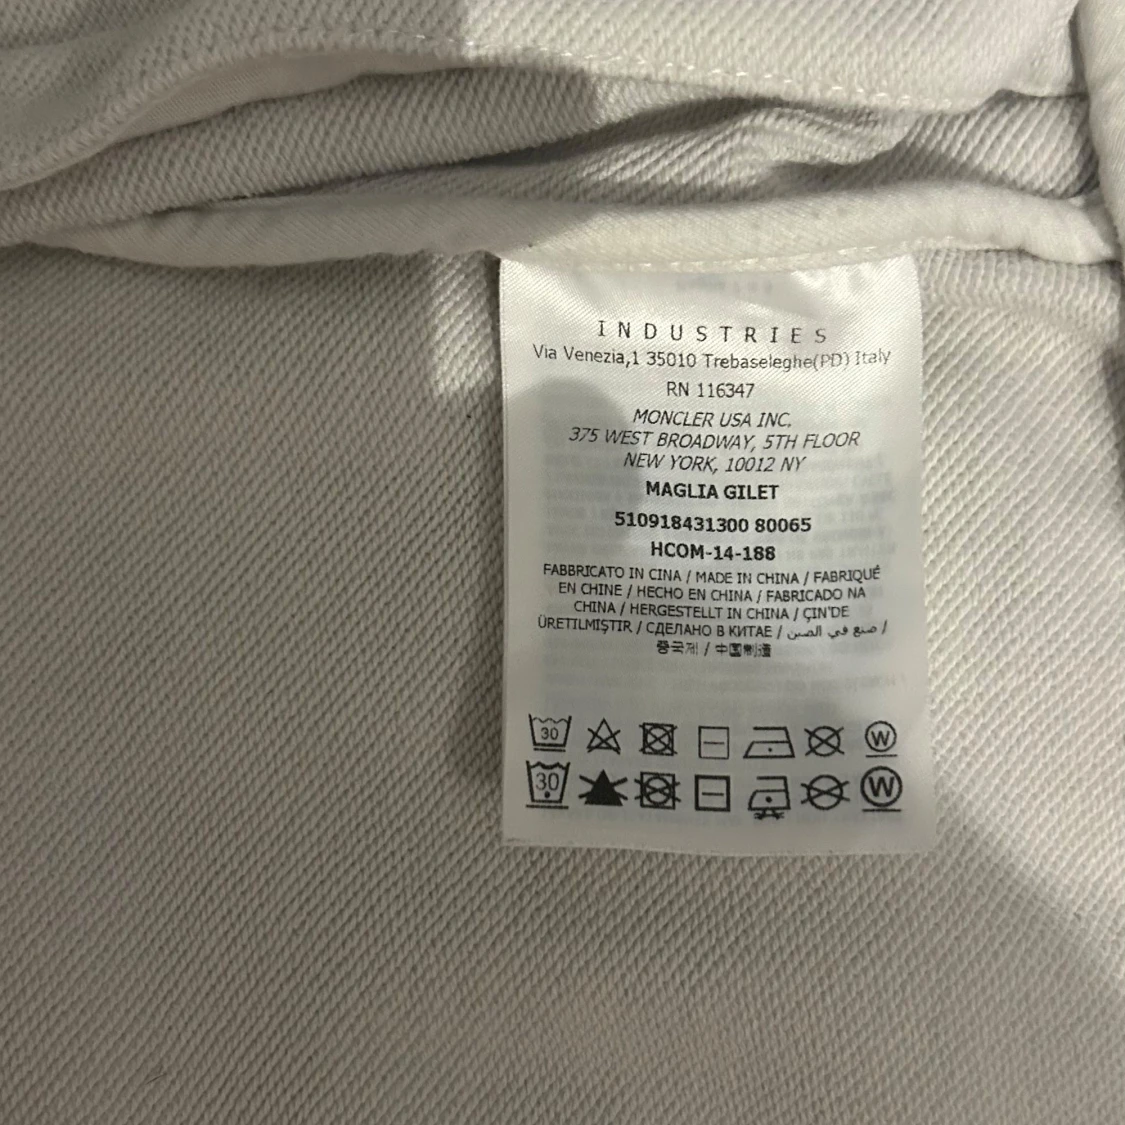 INDUSTRIES
Via Venezia,1 35010 Trebaseleghe(PD) Italy
RN 116347
MONCLER USA INC.
375 WEST BROADWAY, 5TH FLOOR
NEW YORK, 10012 NY
MAGLIA GILET
510918431300 80065
HCOM-14-188
FABBRICATO IN CINA / MADE IN CHINA / FABRIQUÉ
EN CHINE / HECHO EN CHINA / FABRICADO NA
CHINA / HERGESTELLT IN CHINA / ÇIN'DE
ÜRETILMIŞTIR / СДЕЛАНО В КИТАЕ / صنع في الصين /
중국제 / 中国制造
30 W
30 W